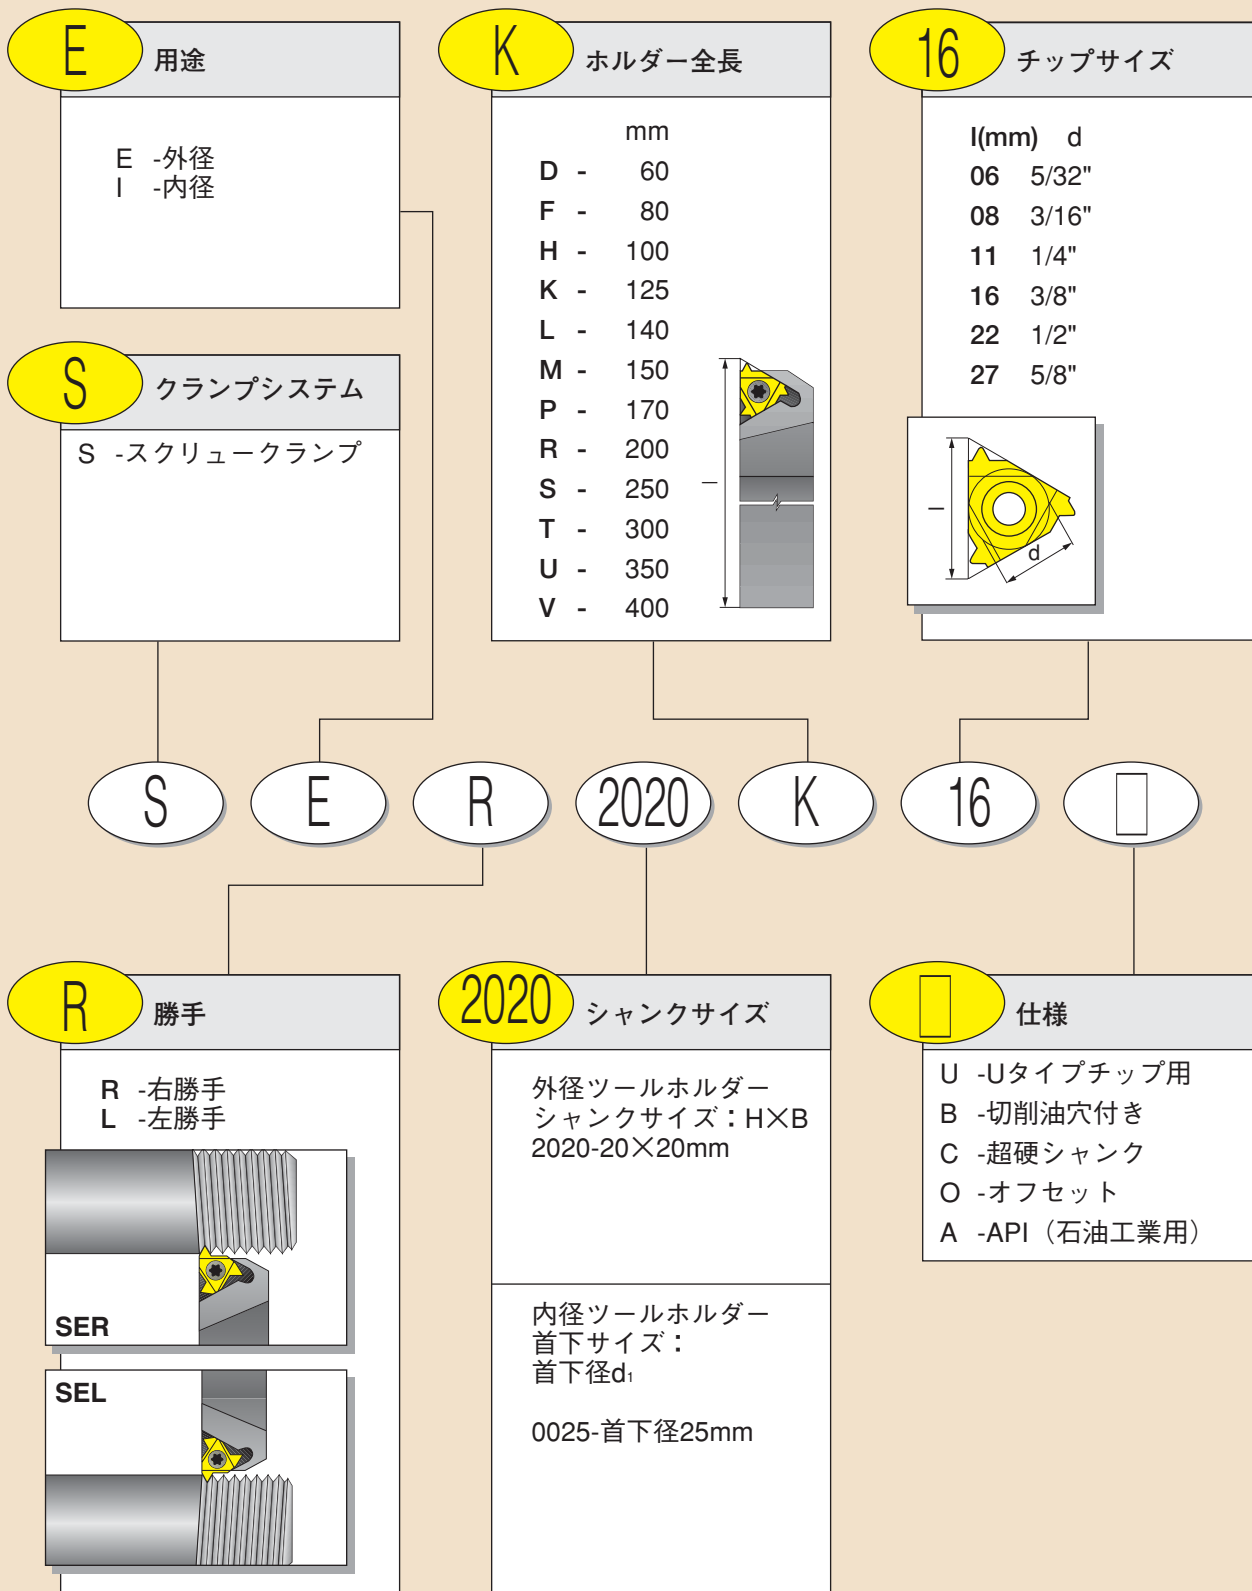 E 用途
E -外径
I -内径
S クランプシステム
S -スクリュークランプ
K ホルダー全長
mm
D - 60
F - 80
H - 100
K - 125
L - 140
M - 150
P - 170
R - 200
S - 250
T - 300
U - 350
V - 400
l
16 チップサイズ
l(mm) d
06 5/32"
08 3/16"
11 1/4"
16 3/8"
22 1/2"
27 5/8"
l
d
S E R 2020 K 16 □
R 勝手
R -右勝手
L -左勝手
SER
SEL
2020 シャンクサイズ
外径ツールホルダー
シャンクサイズ：H×B
2020-20×20mm
内径ツールホルダー
首下サイズ：
首下径d₁
0025-首下径25mm
□ 仕様
U -Uタイプチップ用
B -切削油穴付き
C -超硬シャンク
O -オフセット
A -API（石油工業用）